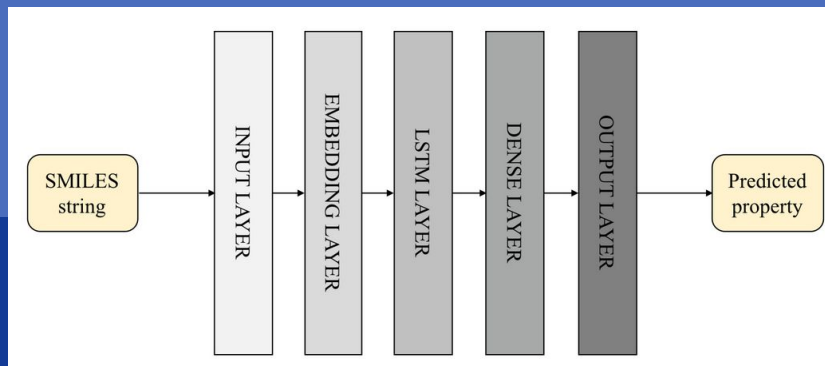 SMILES
string
INPUT LAYER
EMBEDDING LAYER
LSTM LAYER
DENSE LAYER
OUTPUT LAYER
Predicted
property